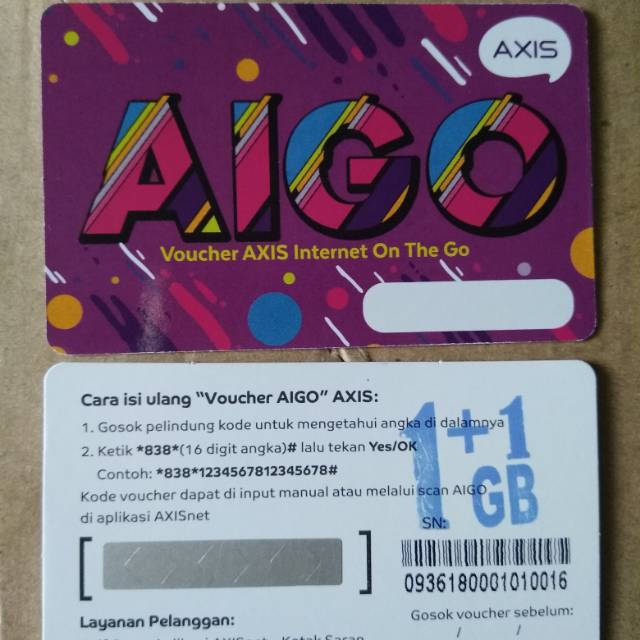 AXIS
AIGO
Voucher AXIS Internet On The Go
Cara isi ulang "Voucher AIGO" AXIS:
1. Gosok pelindung kode untuk mengetahui angka di dalamnya
2. Ketik *838*(16 digit angka)# lalu tekan Yes/OK
Contoh: *838*1234567812345678#
Kode voucher dapat di input manual atau melalui scan AIGO
di aplikasi AXISnet
1+1
GB
SN:
0936180001010016
Layanan Pelanggan:
Gosok voucher sebelum:
/ /